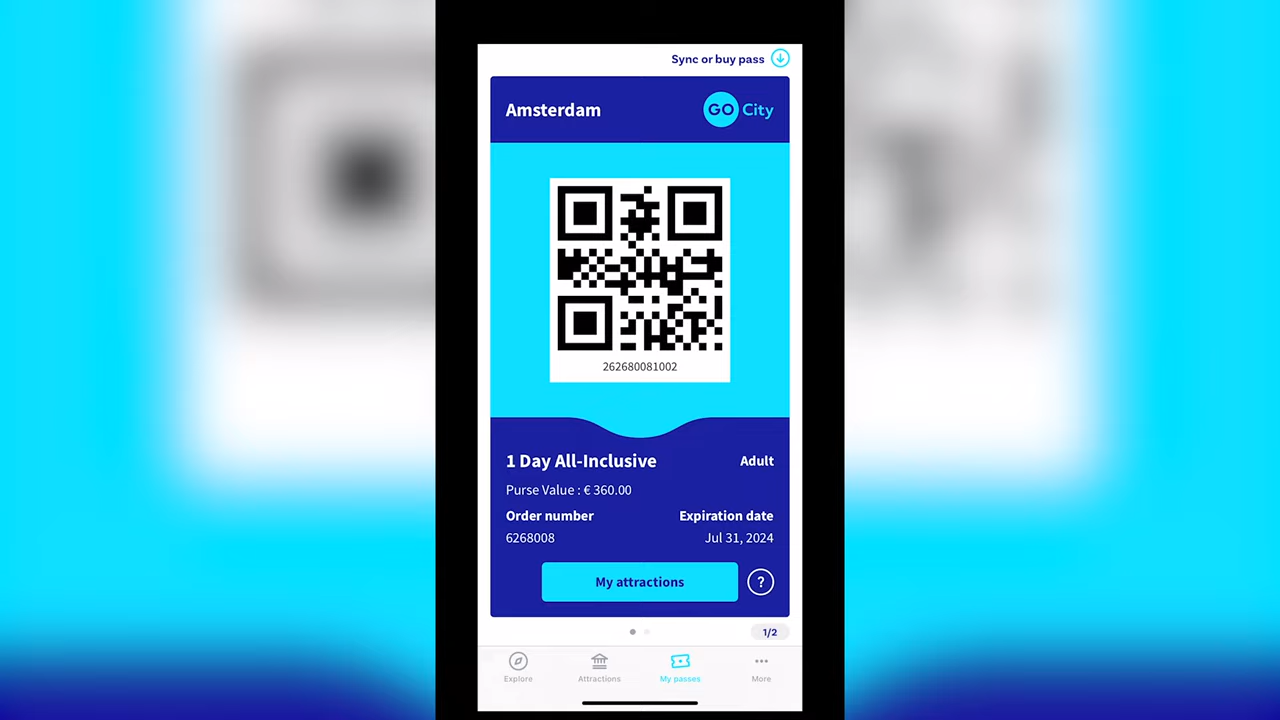 Sync or buy pass
Amsterdam
GO City
262680081002
1 Day All-Inclusive
Adult
Purse Value : € 360.00
Order number
Expiration date
6268008
Jul 31, 2024
My attractions
?
1/2
Explore
Attractions
My passes
More